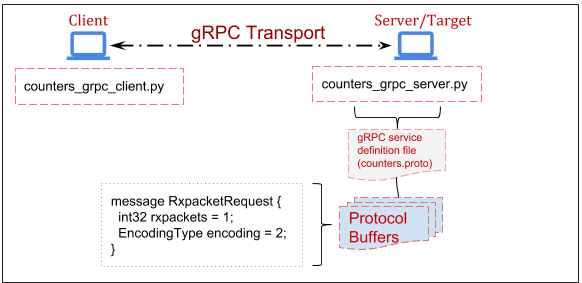 Client
gRPC Transport
Server/Target
counters_grpc_client.py
counters_grpc_server.py
gRPC service
definition file
(counters.proto)
message RxpacketRequest {
int32 rxpackets = 1;
EncodingType encoding = 2;
}
Protocol
Buffers